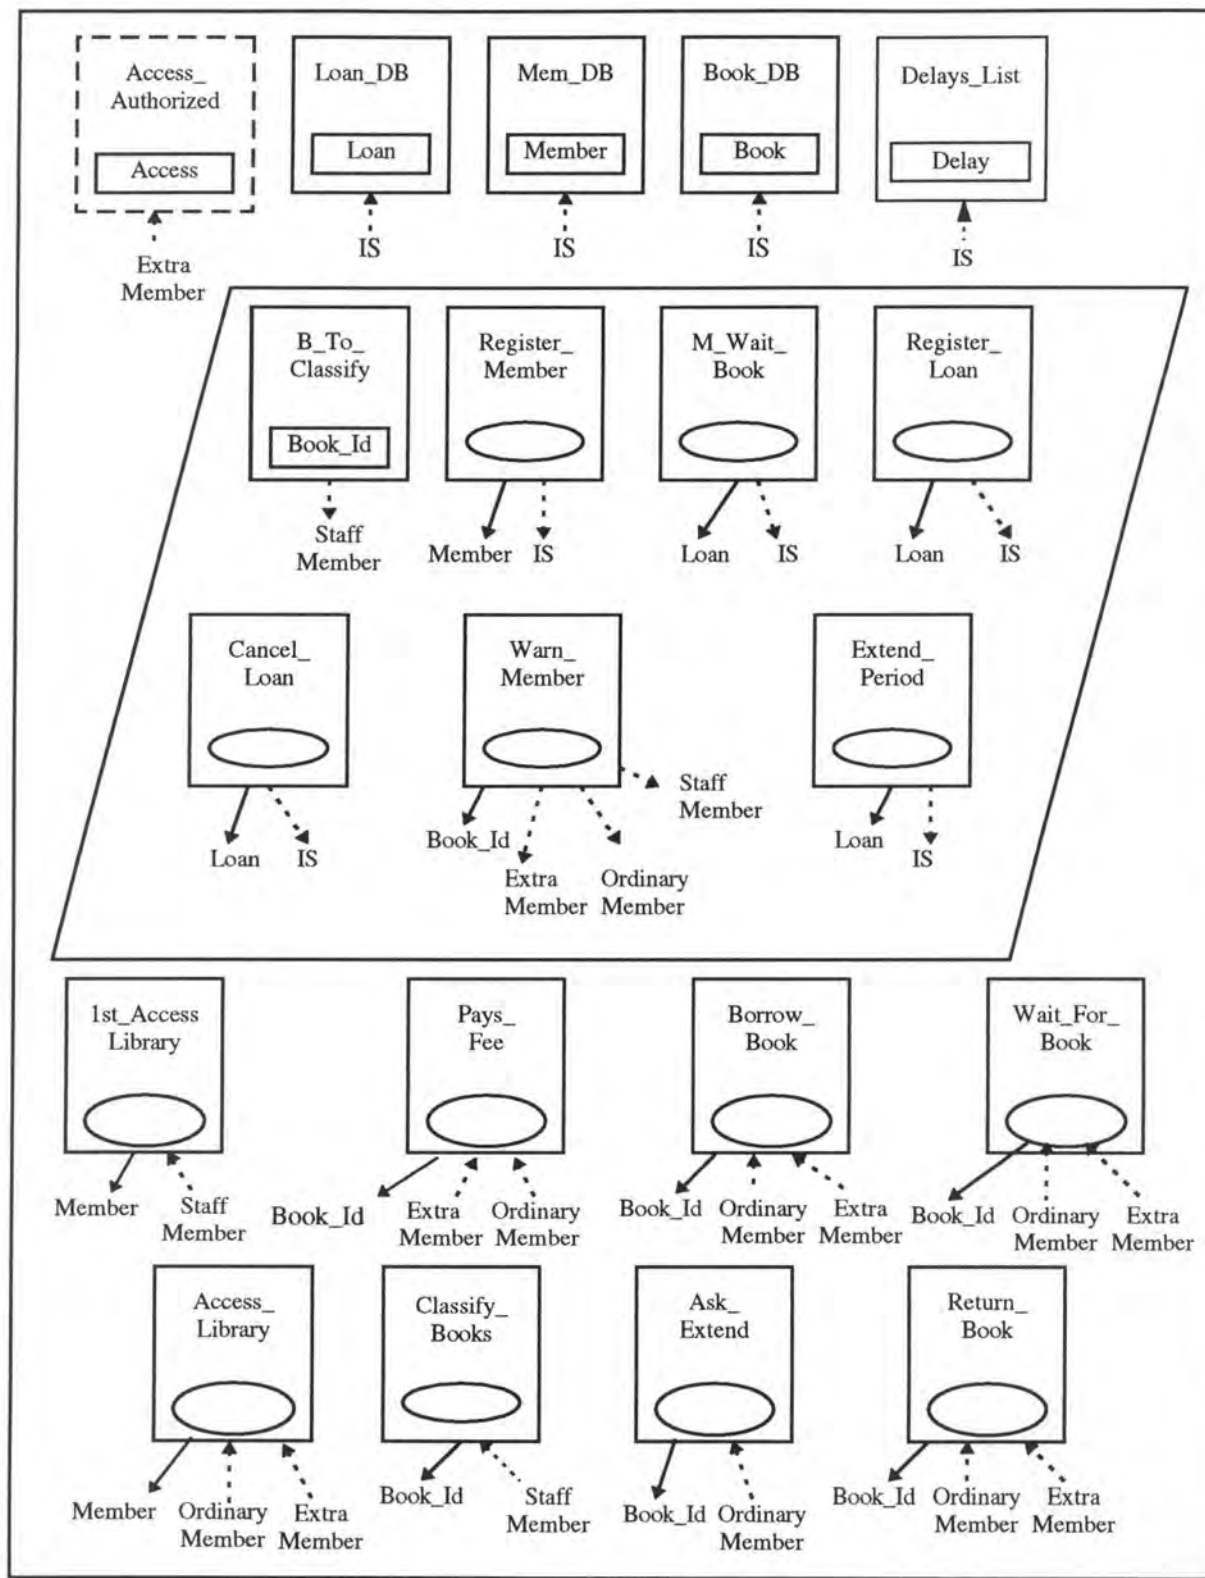 Access_
Authorized
Access
Extra
Member
Loan_DB
Loan
IS
Mem_DB
Member
IS
Book_DB
Book
IS
Delays_List
Delay
IS
B_To_
Classify
Book_Id
Staff
Member
Register_
Member
Member
IS
M_Wait_
Book
Loan
IS
Register_
Loan
Loan
IS
Cancel_
Loan
Loan
IS
Warn_
Member
Book_Id
Extra
Member
Ordinary
Member
Staff
Member
Extend_
Period
Loan
IS
1st_Access
Library
Member
Staff
Member
Pays_
Fee
Book_Id
Extra
Member
Ordinary
Member
Borrow_
Book
Book_Id
Ordinary
Member
Extra
Member
Wait_For_
Book
Book_Id
Ordinary
Member
Extra
Member
Access_
Library
Member
Ordinary
Member
Extra
Member
Classify_
Books
Book_Id
Staff
Member
Ask_
Extend
Book_Id
Ordinary
Member
Return_
Book
Book_Id
Ordinary
Member
Extra
Member